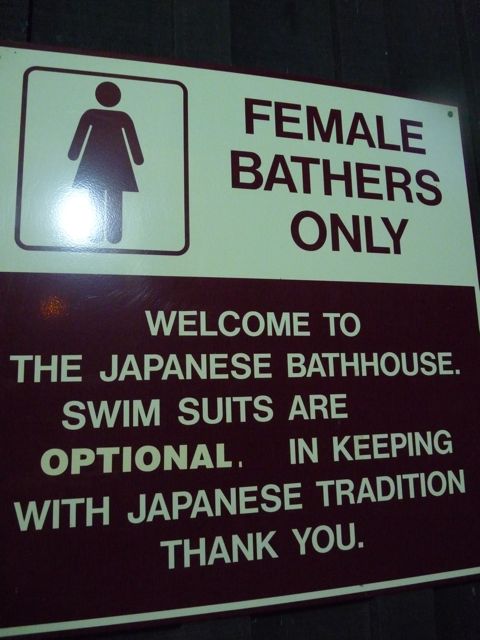 FEMALE
BATHERS
ONLY
WELCOME TO
THE JAPANESE BATHHOUSE.
SWIM SUITS ARE
OPTIONAL. IN KEEPING
WITH JAPANESE TRADITION
THANK YOU.